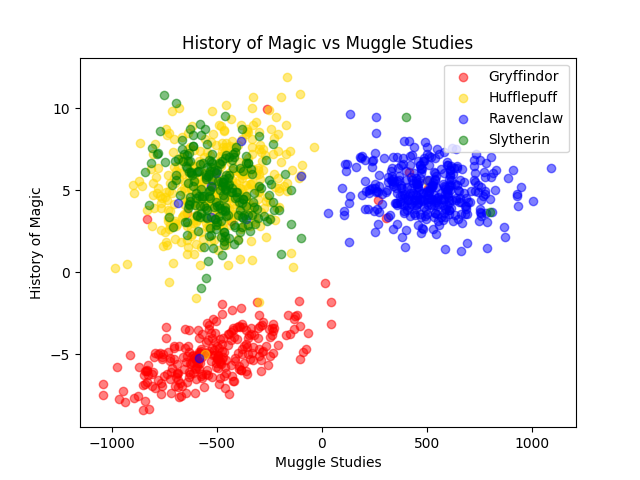 History of Magic vs Muggle Studies
Gryffindor
Hufflepuff
Ravenclaw
Slytherin
10
5
0
−5
History of Magic
−1000
−500
0
500
1000
Muggle Studies